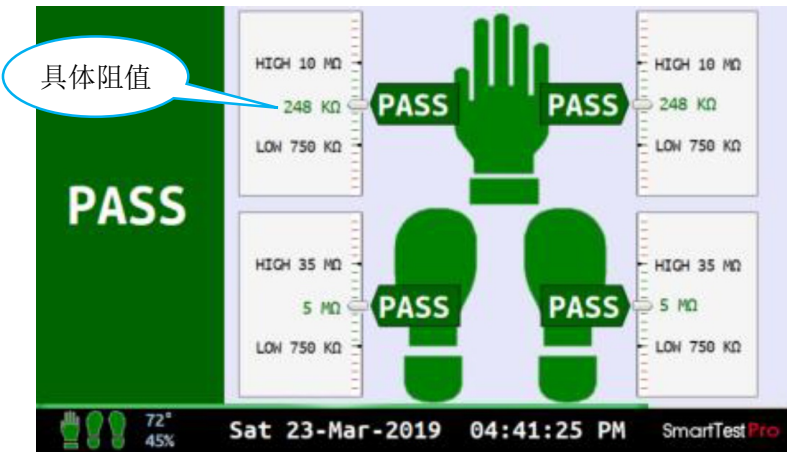 具体阻值
HIGH 10 MΩ
248 KΩ
LOW 750 KΩ
PASS
PASS
HIGH 10 MΩ
248 KΩ
LOW 750 KΩ
PASS
HIGH 35 MΩ
5 MΩ
LOW 750 KΩ
PASS
PASS
HIGH 35 MΩ
5 MΩ
LOW 750 KΩ
72°
45%
Sat 23-Mar-2019 04:41:25 PM
SmartTestPro